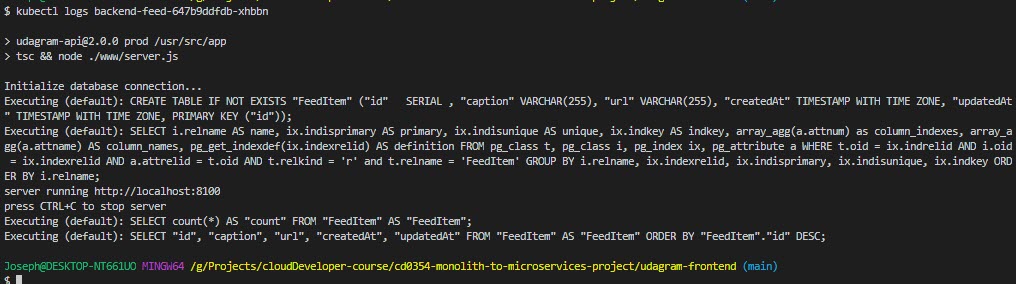 $ kubectl logs backend-feed-647b9ddfdb-xhbbn
> udagram-api@2.0.0 prod /usr/src/app
> tsc && node ./www/server.js
Initialize database connection...
Executing (default): CREATE TABLE IF NOT EXISTS "FeedItem" ("id"   SERIAL , "caption" VARCHAR(255), "url" VARCHAR(255), "createdAt" TIMESTAMP WITH TIME ZONE, "updatedAt
" TIMESTAMP WITH TIME ZONE, PRIMARY KEY ("id"));
Executing (default): SELECT i.relname AS name, ix.indisprimary AS primary, ix.indisunique AS unique, ix.indkey AS indkey, array_agg(a.attnum) as column_indexes, array_a
gg(a.attname) AS column_names, pg_get_indexdef(ix.indexrelid) AS definition FROM pg_class t, pg_class i, pg_index ix, pg_attribute a WHERE t.oid = ix.indrelid AND i.oid
 = ix.indexrelid AND a.attrelid = t.oid AND t.relkind = 'r' and t.relname = 'FeedItem' GROUP BY i.relname, ix.indexrelid, ix.indisprimary, ix.indisunique, ix.indkey ORD
ER BY i.relname;
server running http://localhost:8100
press CTRL+C to stop server
Executing (default): SELECT count(*) AS "count" FROM "FeedItem" AS "FeedItem";
Executing (default): SELECT "id", "caption", "url", "createdAt", "updatedAt" FROM "FeedItem" AS "FeedItem" ORDER BY "FeedItem"."id" DESC;
Joseph@DESKTOP-NT661UO MINGW64 /g/Projects/cloudDeveloper-course/cd0354-monolith-to-microservices-project/udagram-frontend (main)
$